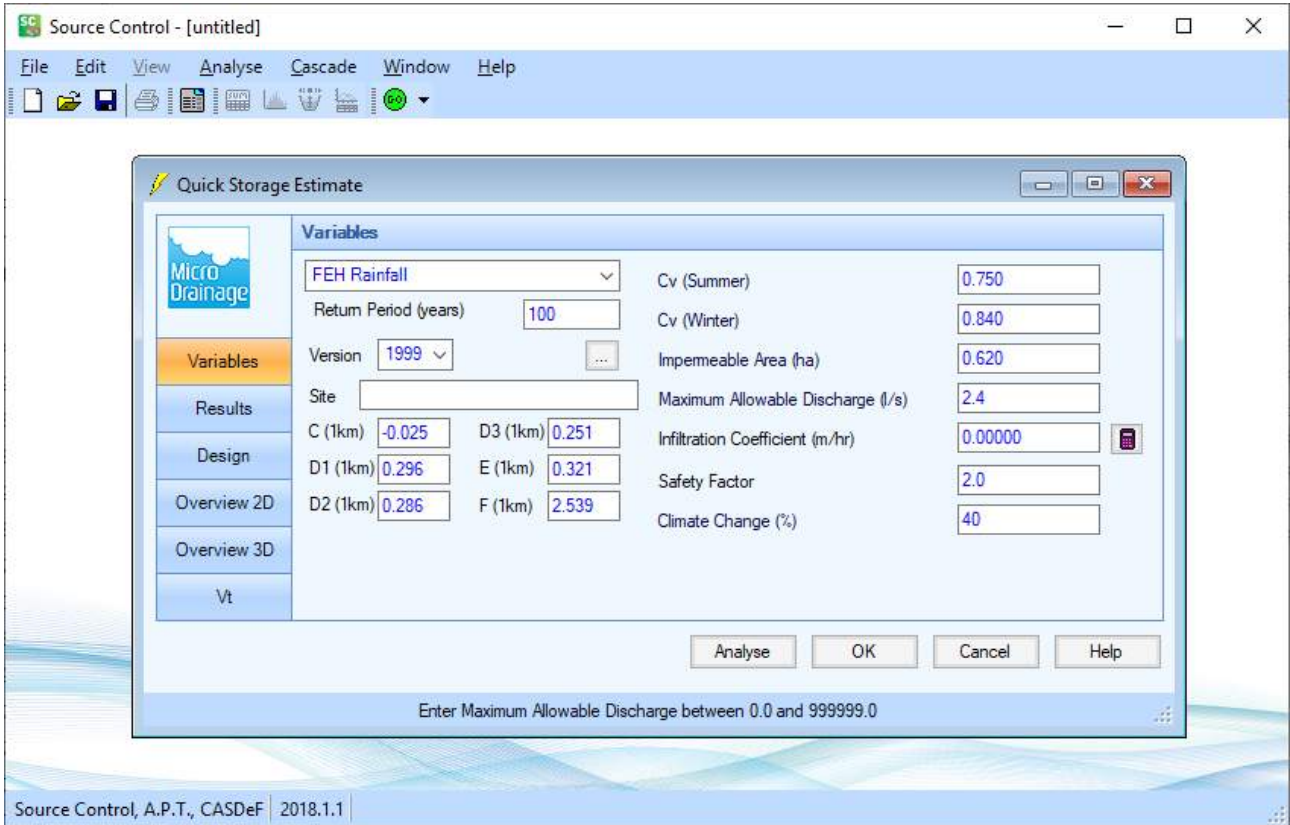 Source Control - [untitled]
File Edit View Analyse Cascade Window Help
GO
Quick Storage Estimate
Micro
Drainage
Variables
Results
Design
Overview 2D
Overview 3D
Vt
Variables
FEH Rainfall
Return Period (years) 100
Version 1999 ...
Site
C (1km) -0.025 D3 (1km) 0.251
D1 (1km) 0.296 E (1km) 0.321
D2 (1km) 0.286 F (1km) 2.539
Cv (Summer) 0.750
Cv (Winter) 0.840
Impermeable Area (ha) 0.620
Maximum Allowable Discharge (l/s) 2.4
Infiltration Coefficient (m/hr) 0.00000
Safety Factor 2.0
Climate Change (%) 40
Analyse OK Cancel Help
Enter Maximum Allowable Discharge between 0.0 and 999999.0
Source Control, A.P.T., CASDeF 2018.1.1